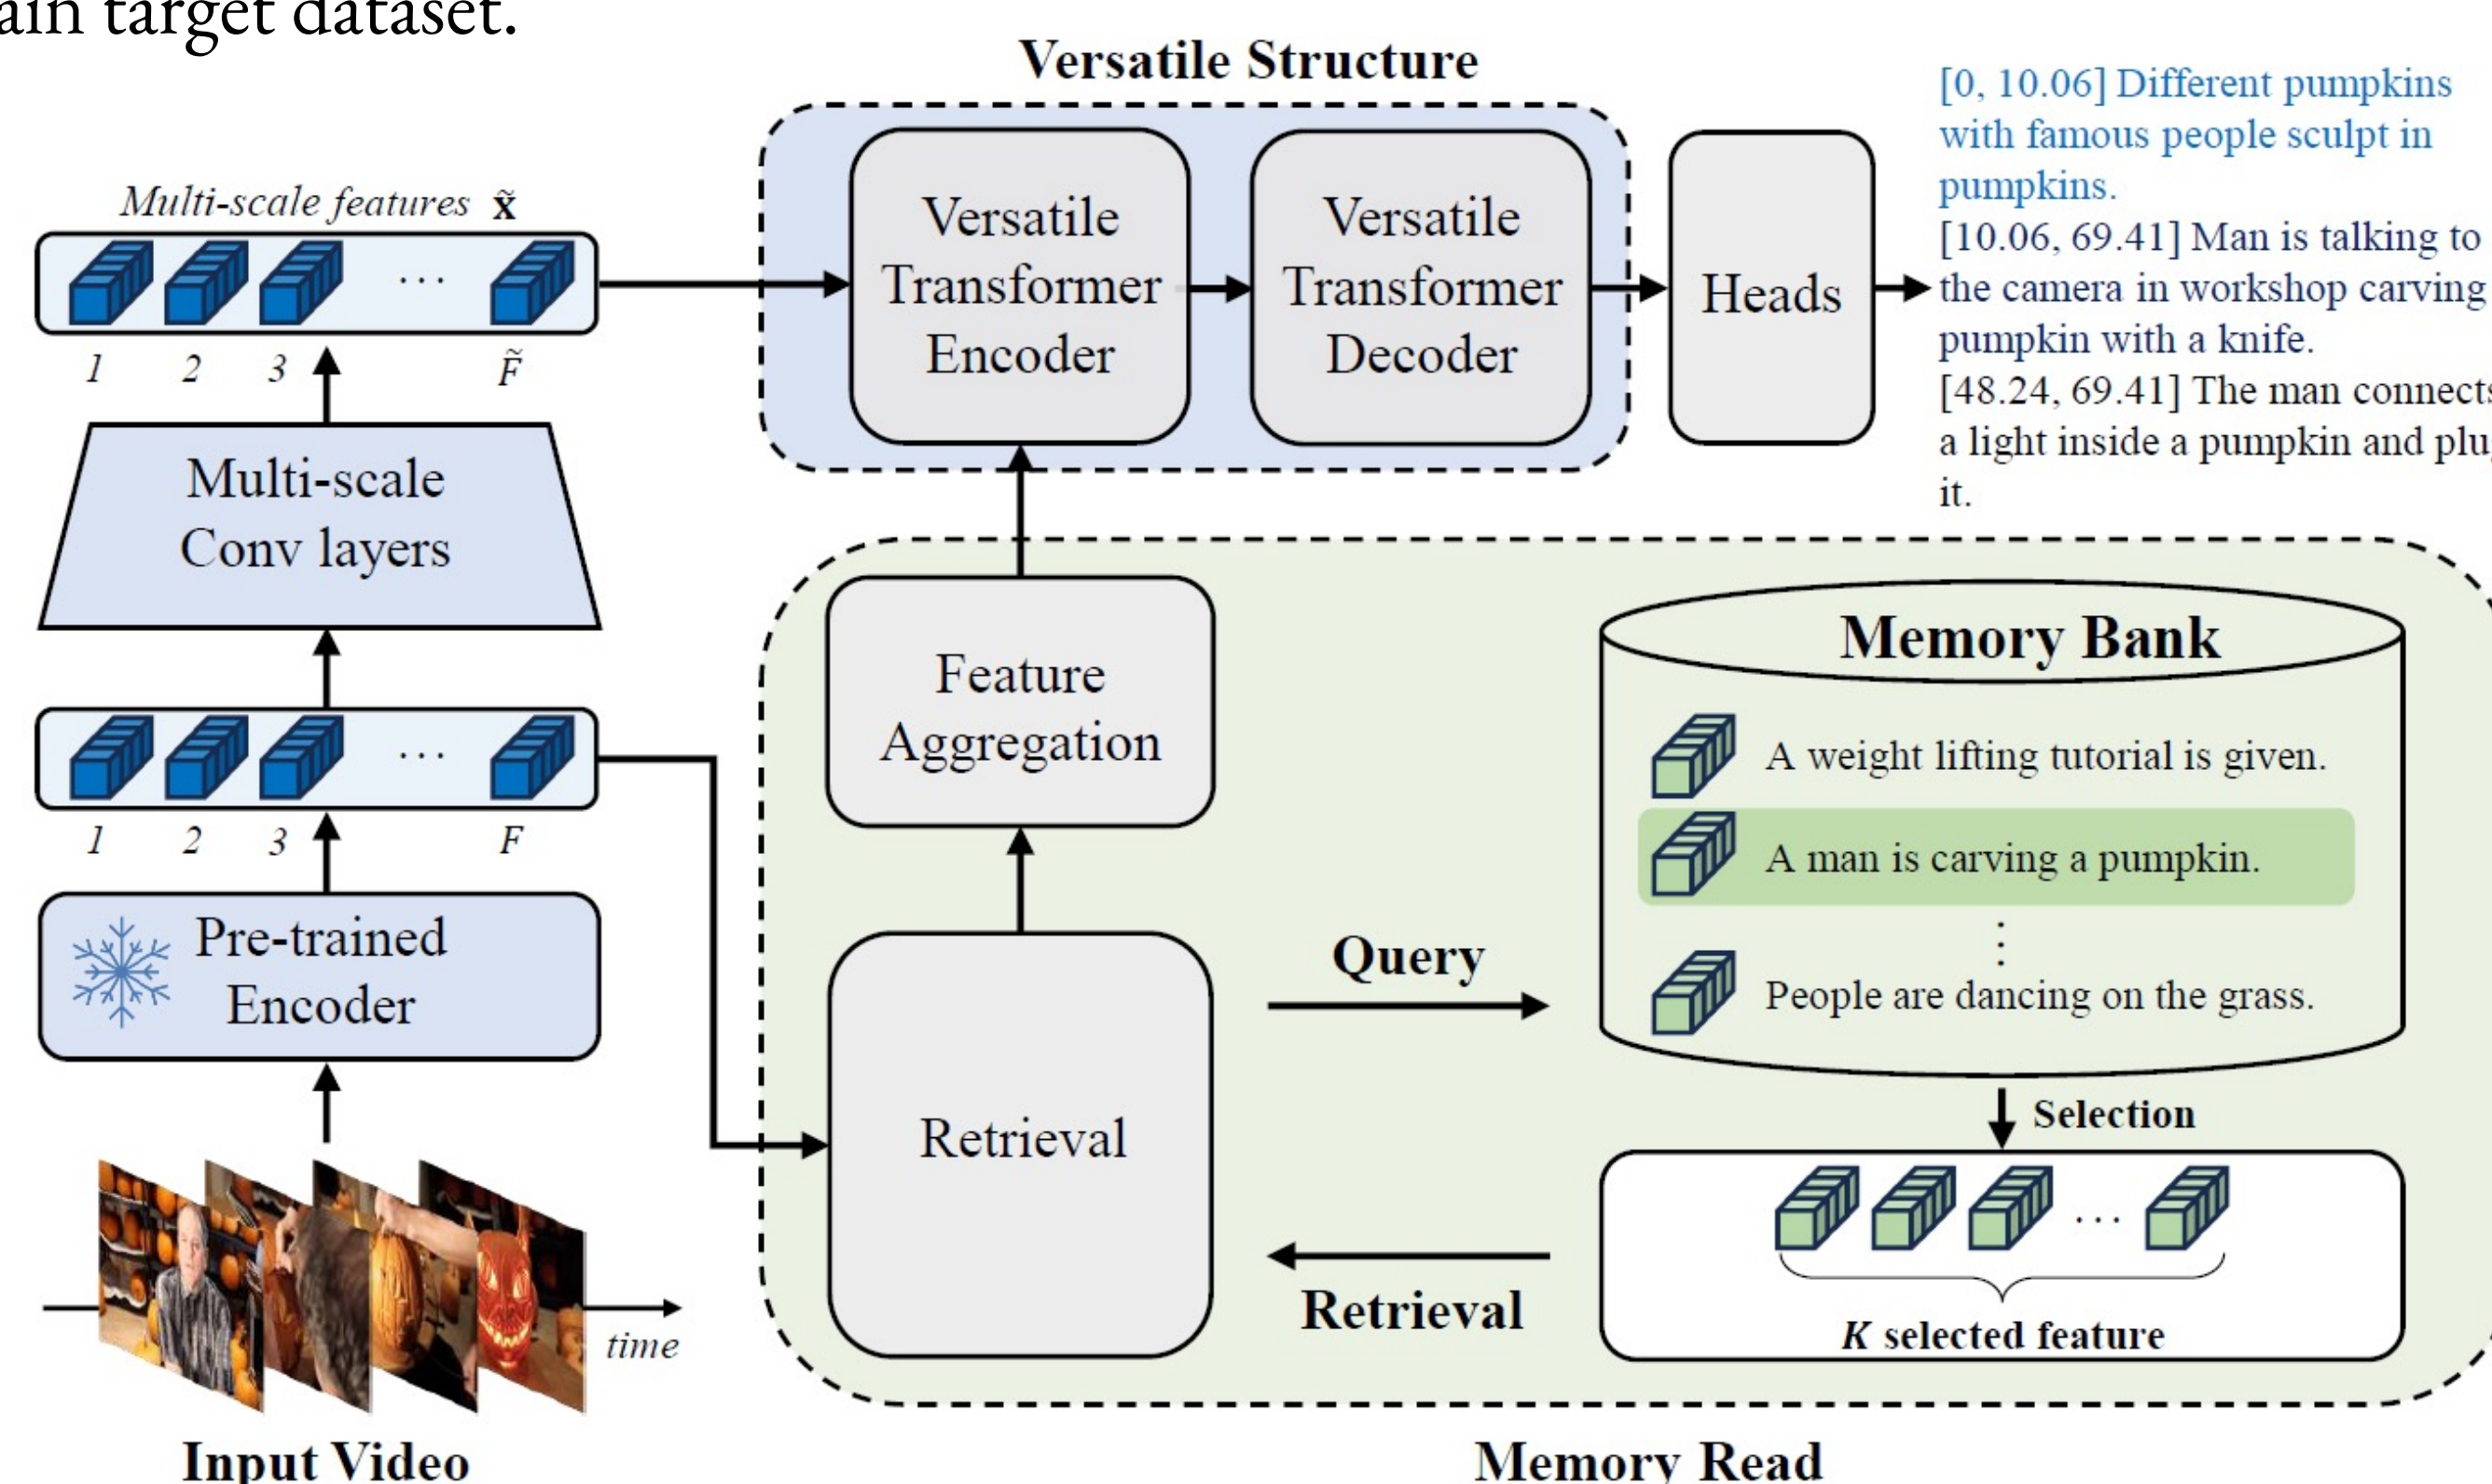 target dataset.
Versatile Structure
[0, 10.06] Different pumpkins
with famous people sculpt in
pumpkins.
[10.06, 69.41] Man is talking to
the camera in workshop carving
pumpkin with a knife.
[48.24, 69.41] The man connects
a light inside a pumpkin and
it.
Multi-scale features x̃
1 2 3 ... F̃
Versatile
Transformer
Encoder
Versatile
Transformer
Decoder
Heads
Multi-scale
Conv layers
1 2 3 ... F
Pre-trained
Encoder
time
Input Video
Feature
Aggregation
Retrieval
Query
Retrieval
Memory Bank
A weight lifting tutorial is given.
A man is carving a pumpkin.
People are dancing on the grass.
Selection
...
K selected feature
Memory Read